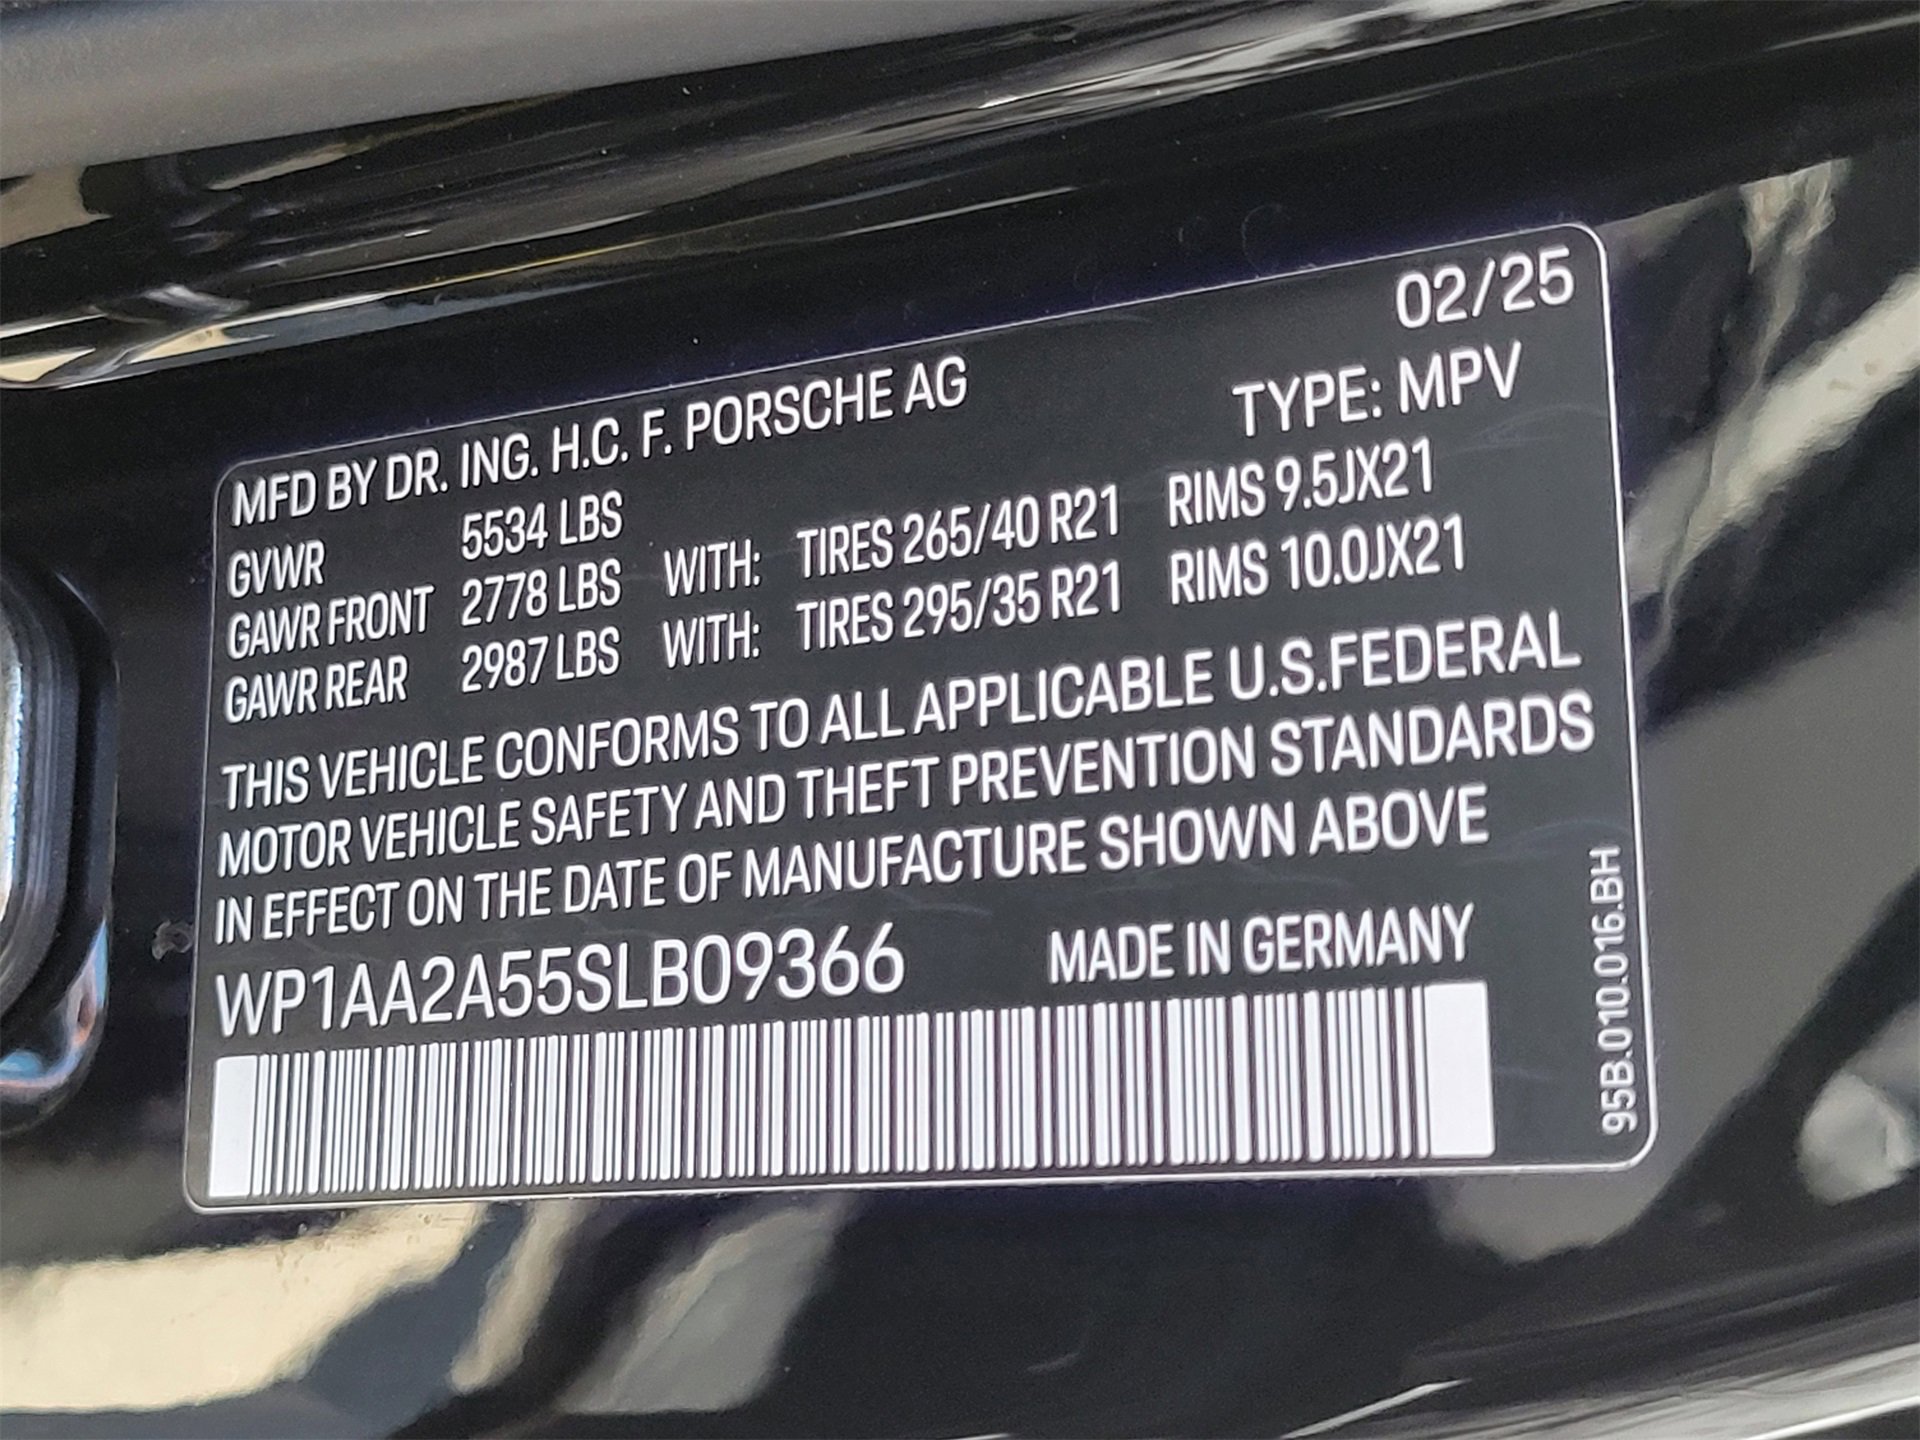 02/25
MFD BY DR. ING. H.C. F. PORSCHE AG TYPE: MPV
GVWR 5534 LBS
GAWR FRONT 2778 LBS WITH: TIRES 265/40 R21 RIMS 9.5JX21
GAWR REAR 2987 LBS WITH: TIRES 295/35 R21 RIMS 10.0JX21
THIS VEHICLE CONFORMS TO ALL APPLICABLE U.S.FEDERAL
MOTOR VEHICLE SAFETY AND THEFT PREVENTION STANDARDS
IN EFFECT ON THE DATE OF MANUFACTURE SHOWN ABOVE
WP1AA2A55SLB09366 MADE IN GERMANY
95B.010.016.BH